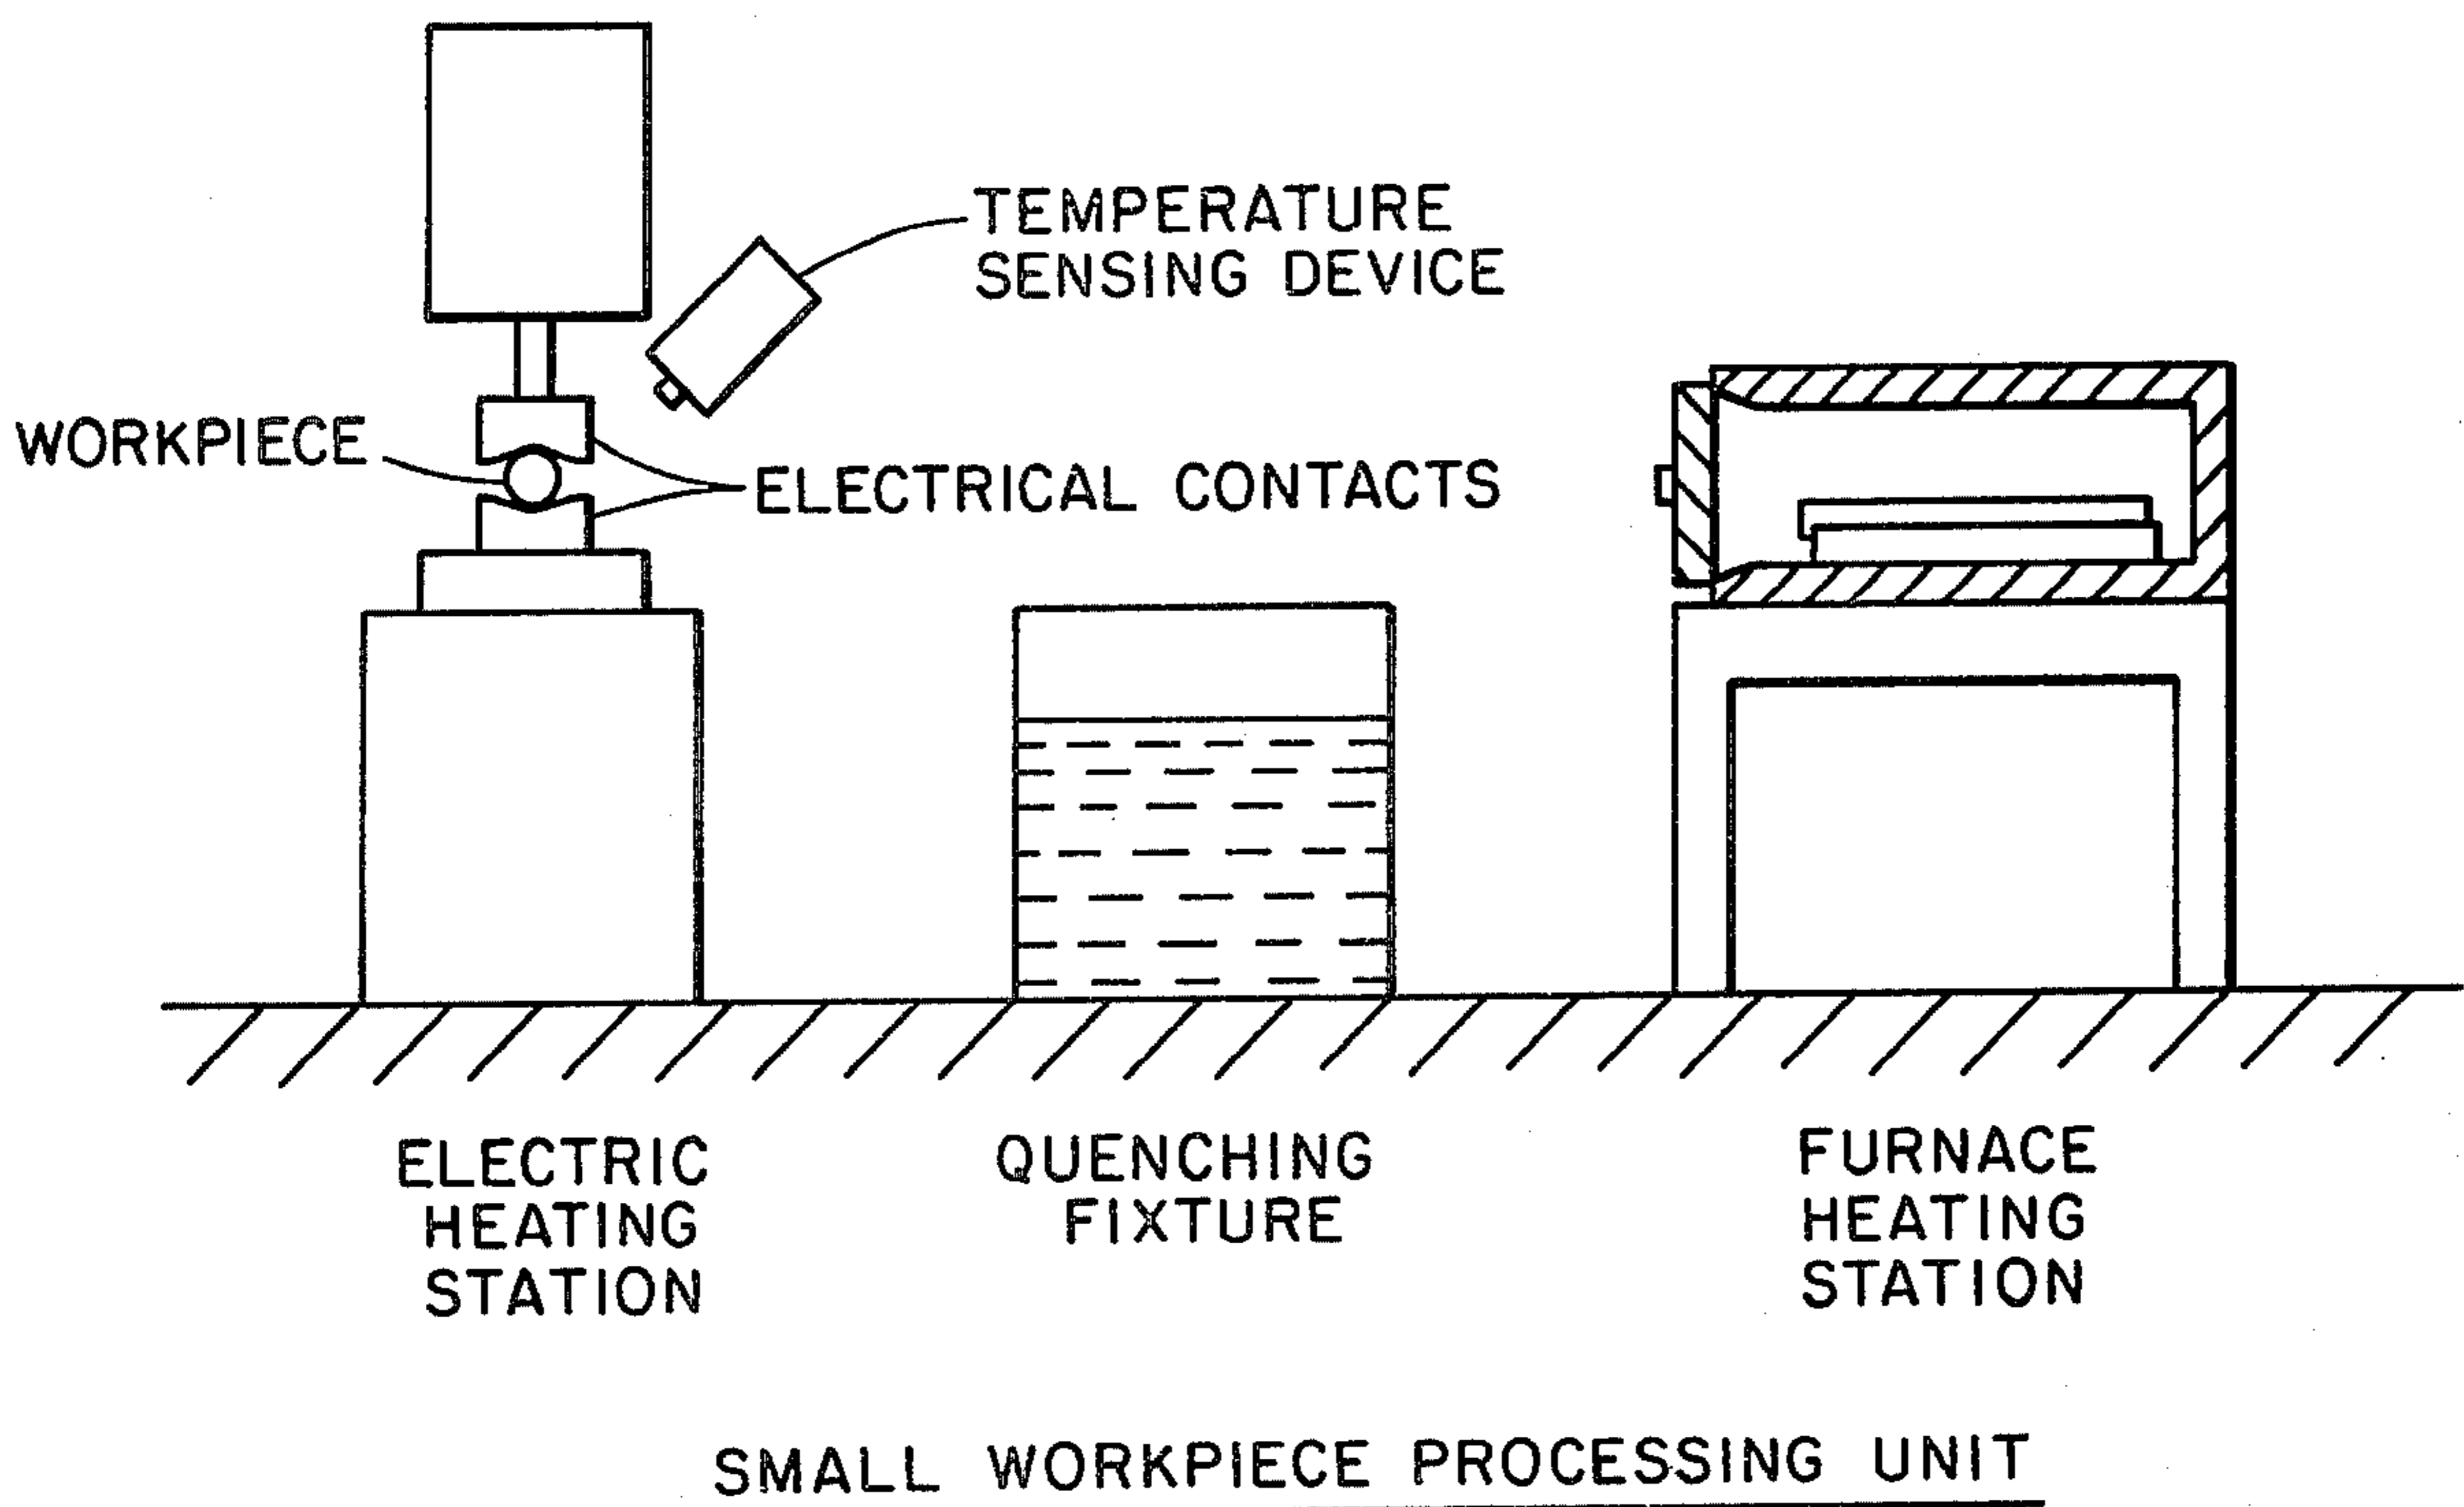 TEMPERATURE
SENSING DEVICE
WORKPIECE
ELECTRICAL CONTACTS
ELECTRIC
HEATING
STATION
QUENCHING
FIXTURE
FURNACE
HEATING
STATION
SMALL WORKPIECE PROCESSING UNIT